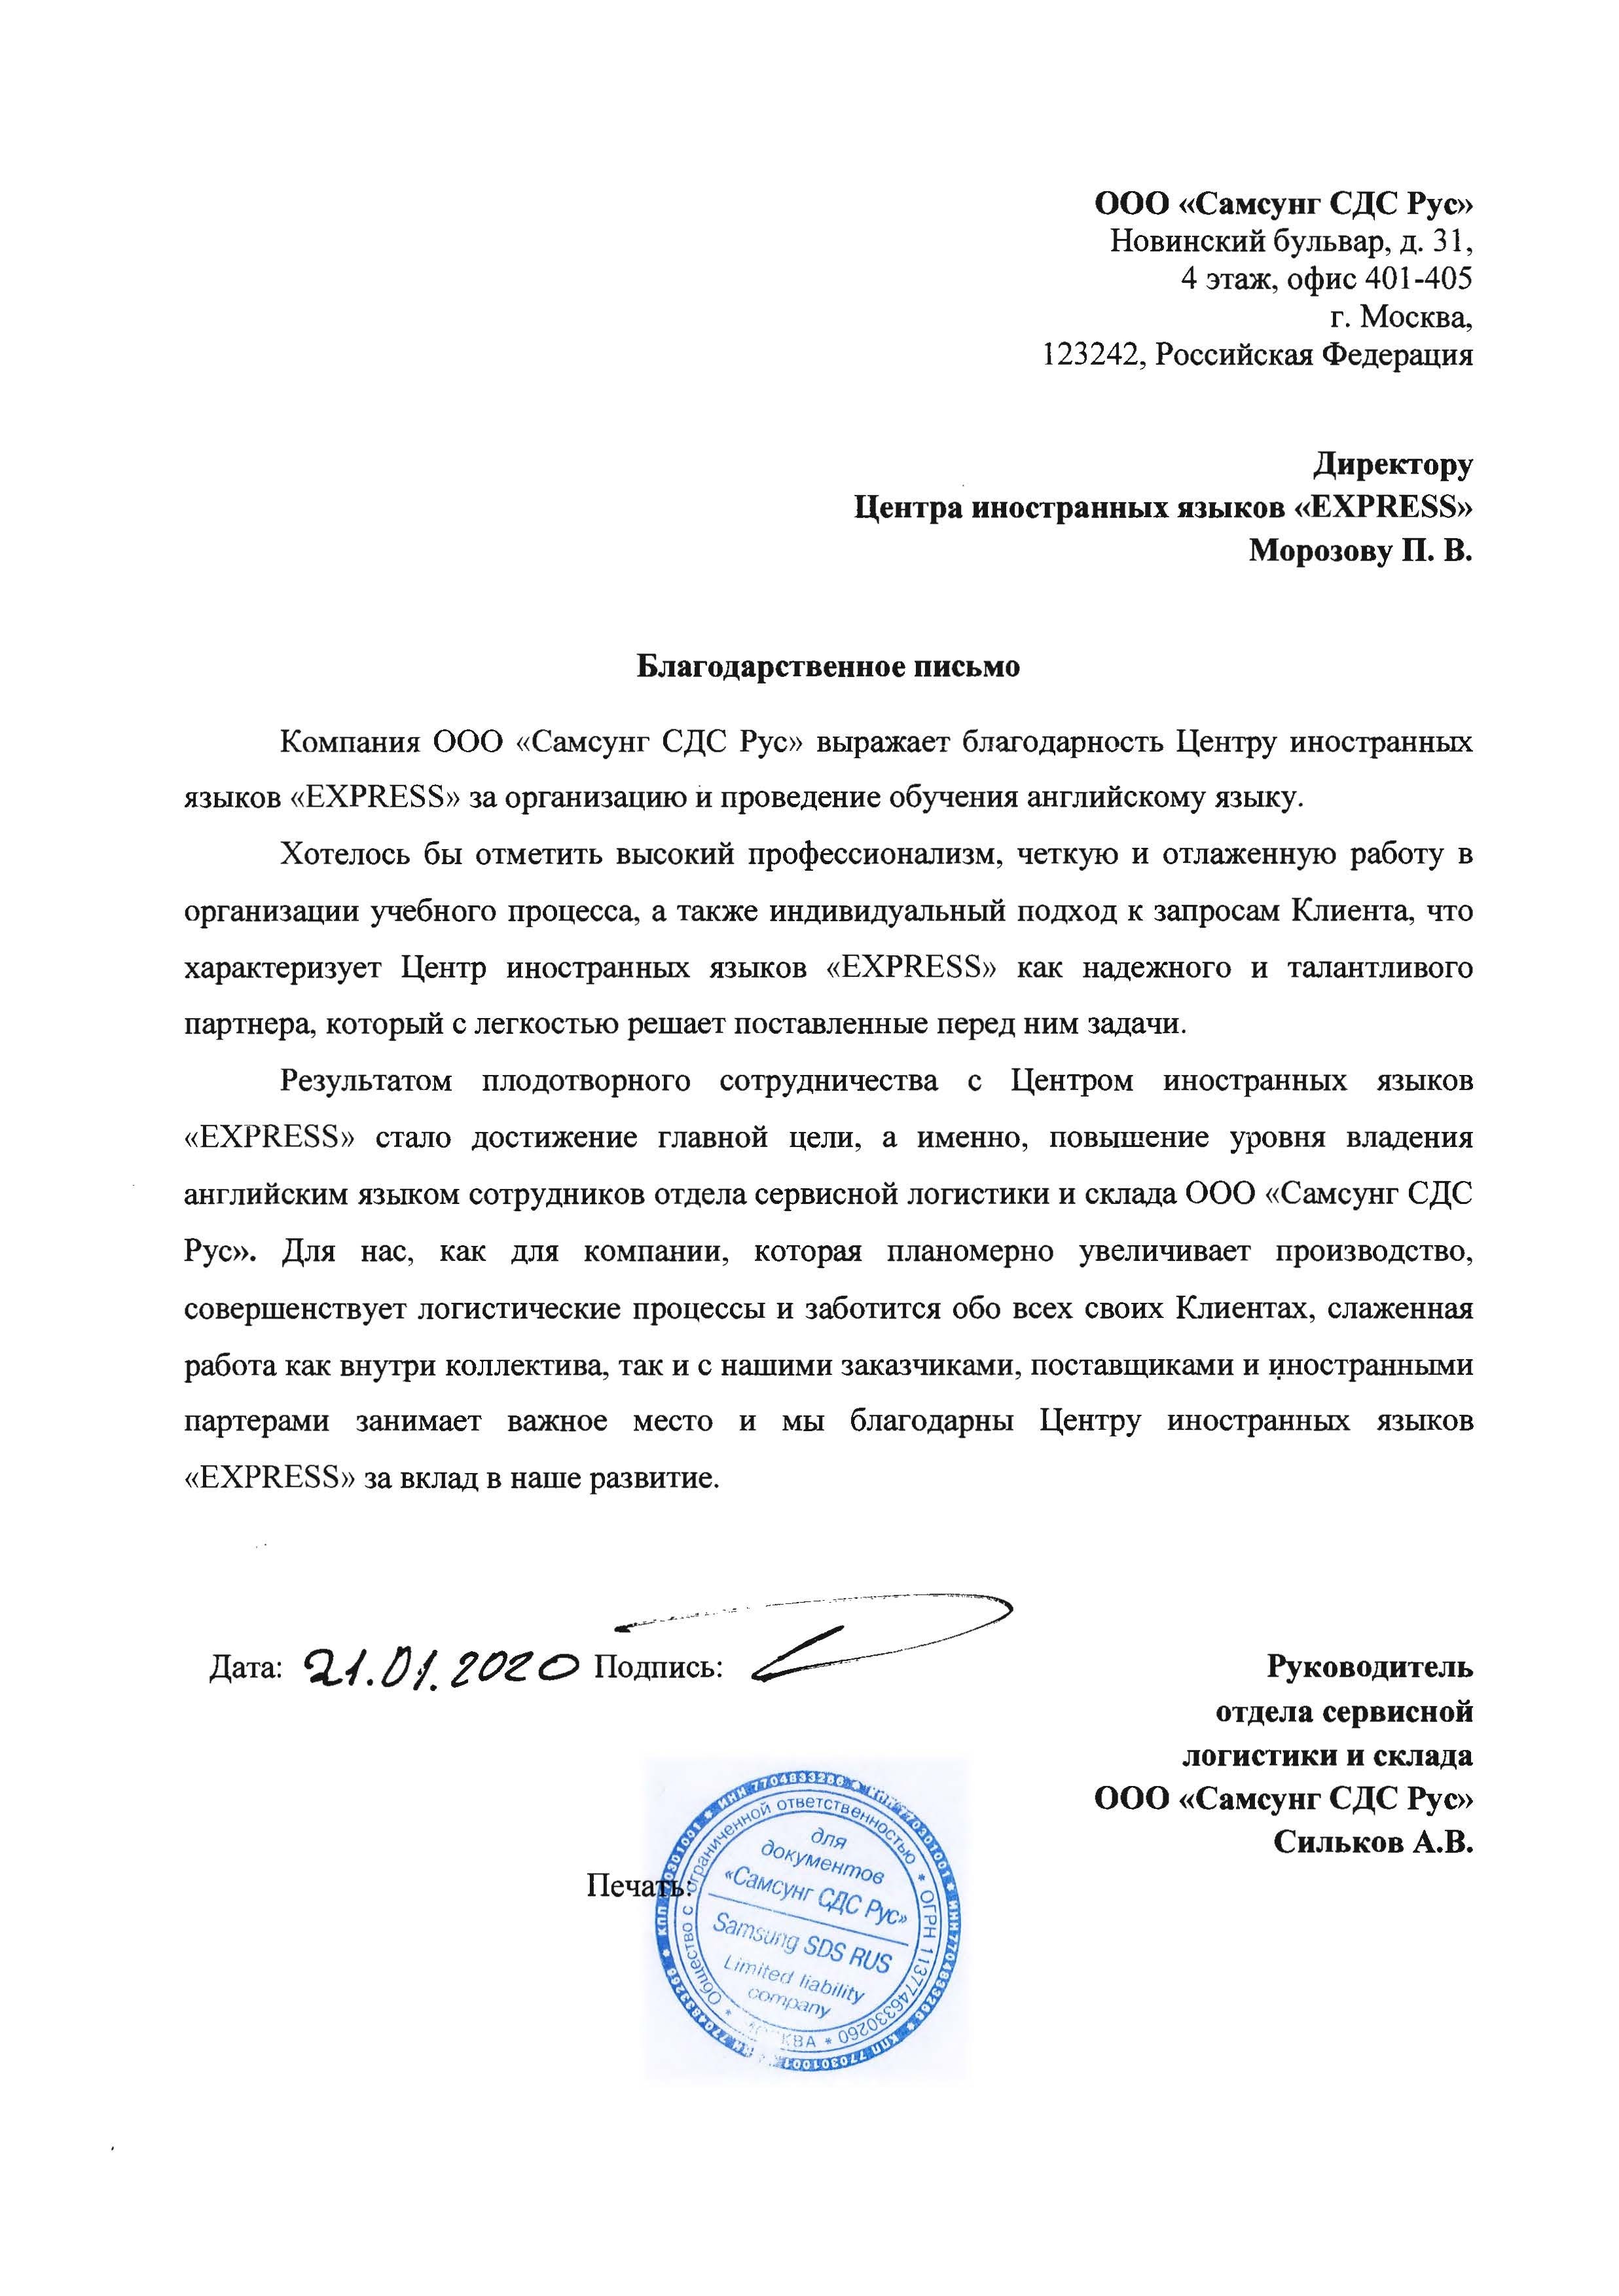 ООО «Самсунг СДС Рус»
Новинский бульвар, д. 31,
4 этаж, офис 401-405
г. Москва,
123242, Российская Федерация
Директору
Центра иностранных языков «EXPRESS»
Морозову П. В.
Благодарственное письмо
Компания ООО «Самсунг СДС Рус» выражает благодарность Центру иностранных
языков «EXPRESS» за организацию и проведение обучения английскому языку.
Хотелось бы отметить высокий профессионализм, четкую и отлаженную работу в
организации учебного процесса, а также индивидуальный подход к запросам Клиента, что
характеризует Центр иностранных языков «EXPRESS» как надежного и талантливого
партнера, который с легкостью решает поставленные перед ним задачи.
Результатом плодотворного сотрудничества с Центром иностранных языков
«EXPRESS» стало достижение главной цели, а именно, повышение уровня владения
английским языком сотрудников отдела сервисной логистики и склада ООО «Самсунг СДС
Рус». Для нас, как для компании, которая планомерно увеличивает производство,
совершенствует логистические процессы и заботится обо всех своих Клиентах, слаженная
работа как внутри коллектива, так и с нашими заказчиками, поставщиками и иностранными
партерами занимает важное место и мы благодарны Центру иностранных языков
«EXPRESS» за вклад в наше развитие.
Дата: 21.01.2020 Подпись:
Руководитель
отдела сервисной
логистики и склада
ООО «Самсунг СДС Рус»
Сильков А.В.
Печать:
КПП 770301001 * ИНН 7704833266 * КПП 770301001 * ИНН 7704833266 * КПП 770301001 * ИНН 7704833266 *
Общество с ограниченной ответственностью * ОГРН 1137746330260 * МОСКВА *
для
документов
«Самсунг СДС Рус»
Samsung SDS RUS
Limited liability
company